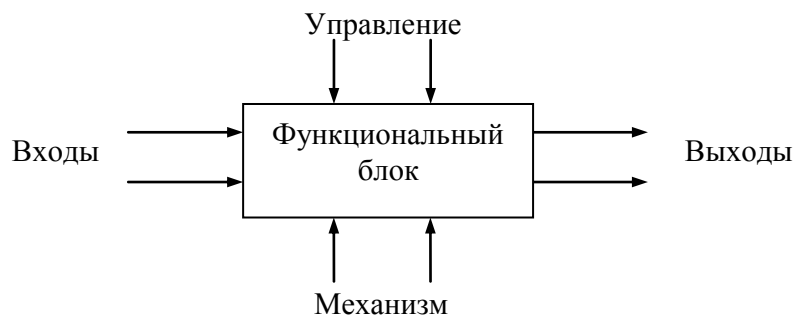 Управление
Входы
Функциональный
блок
Выходы
Механизм